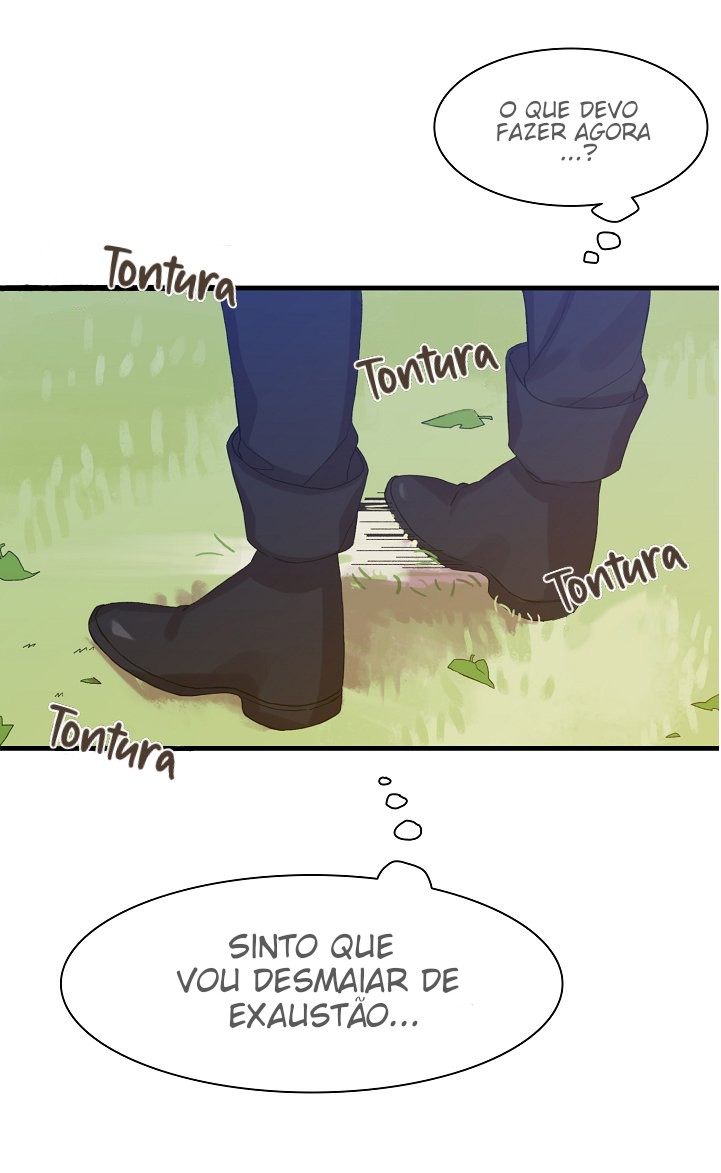 O QUE DEVO
FAZER AGORA
...?
Tontura
Tontura
Tontura
Tontura
SINTO QUE
VOU DESMAIAR DE
EXAUSTÃO...